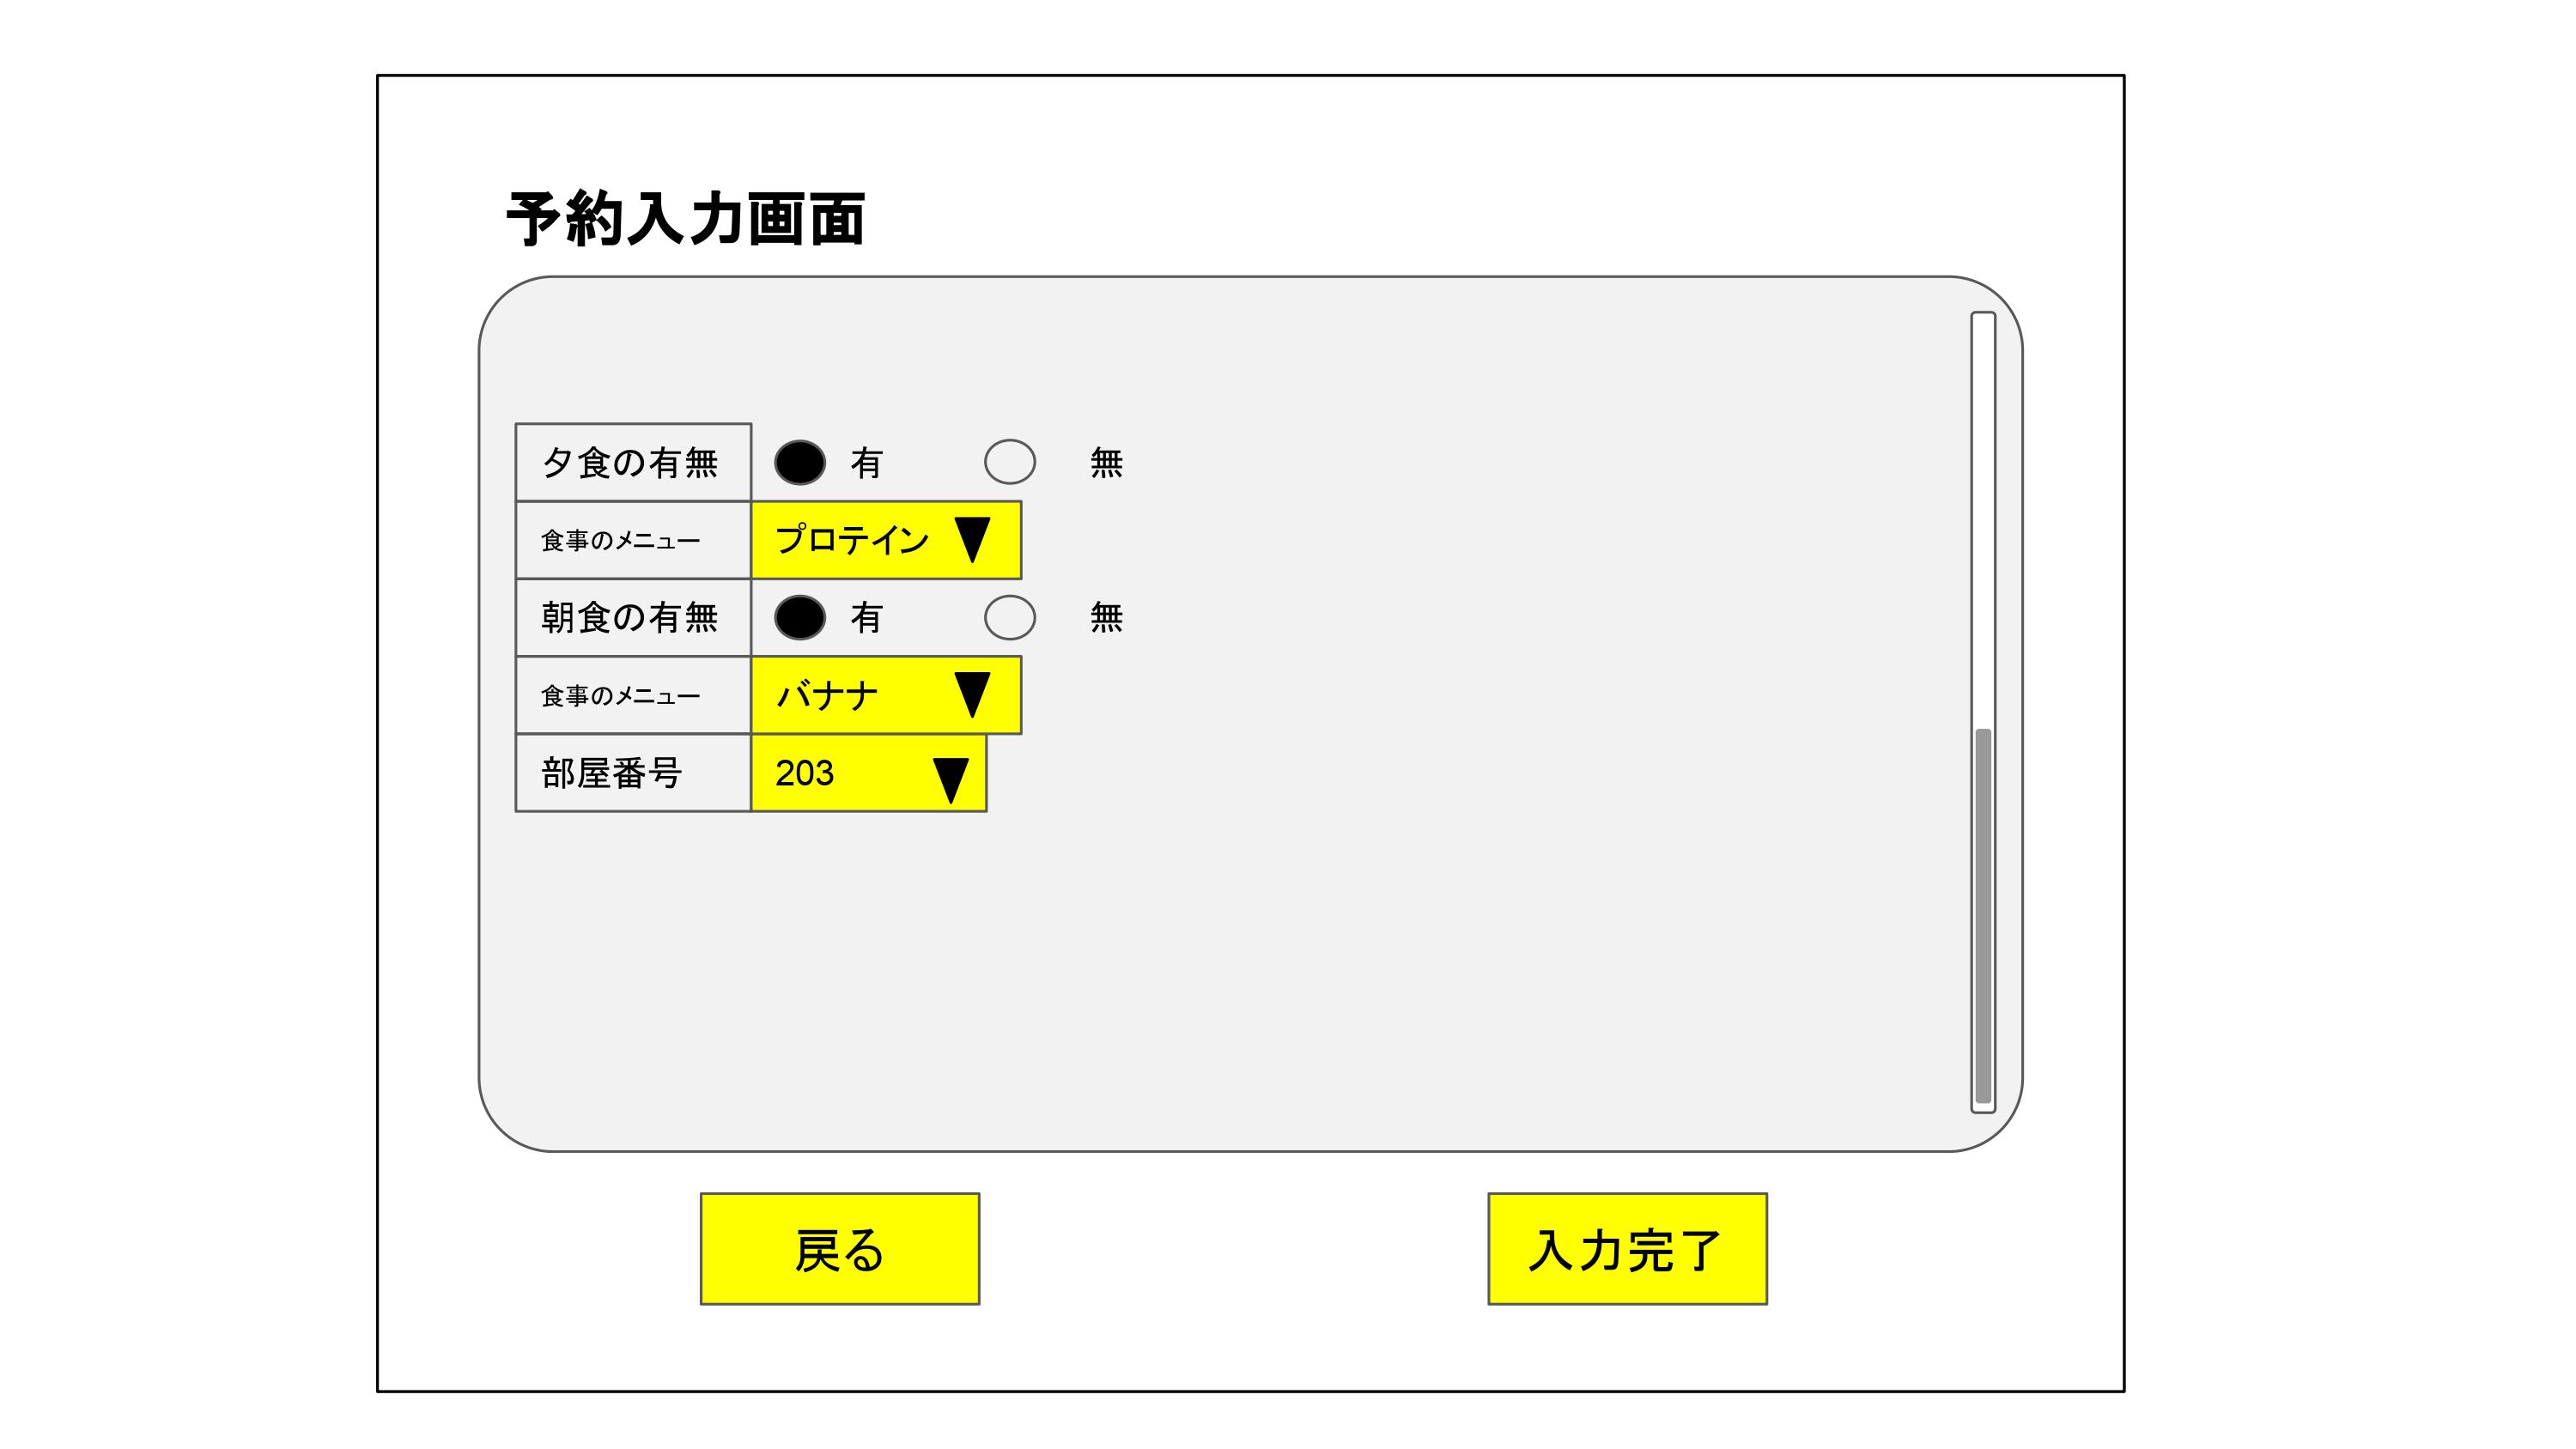 予約入力画面
夕食の有無 有 無
食事のメニュー プロテイン
朝食の有無 有 無
食事のメニュー バナナ
部屋番号 203
戻る 入力完了